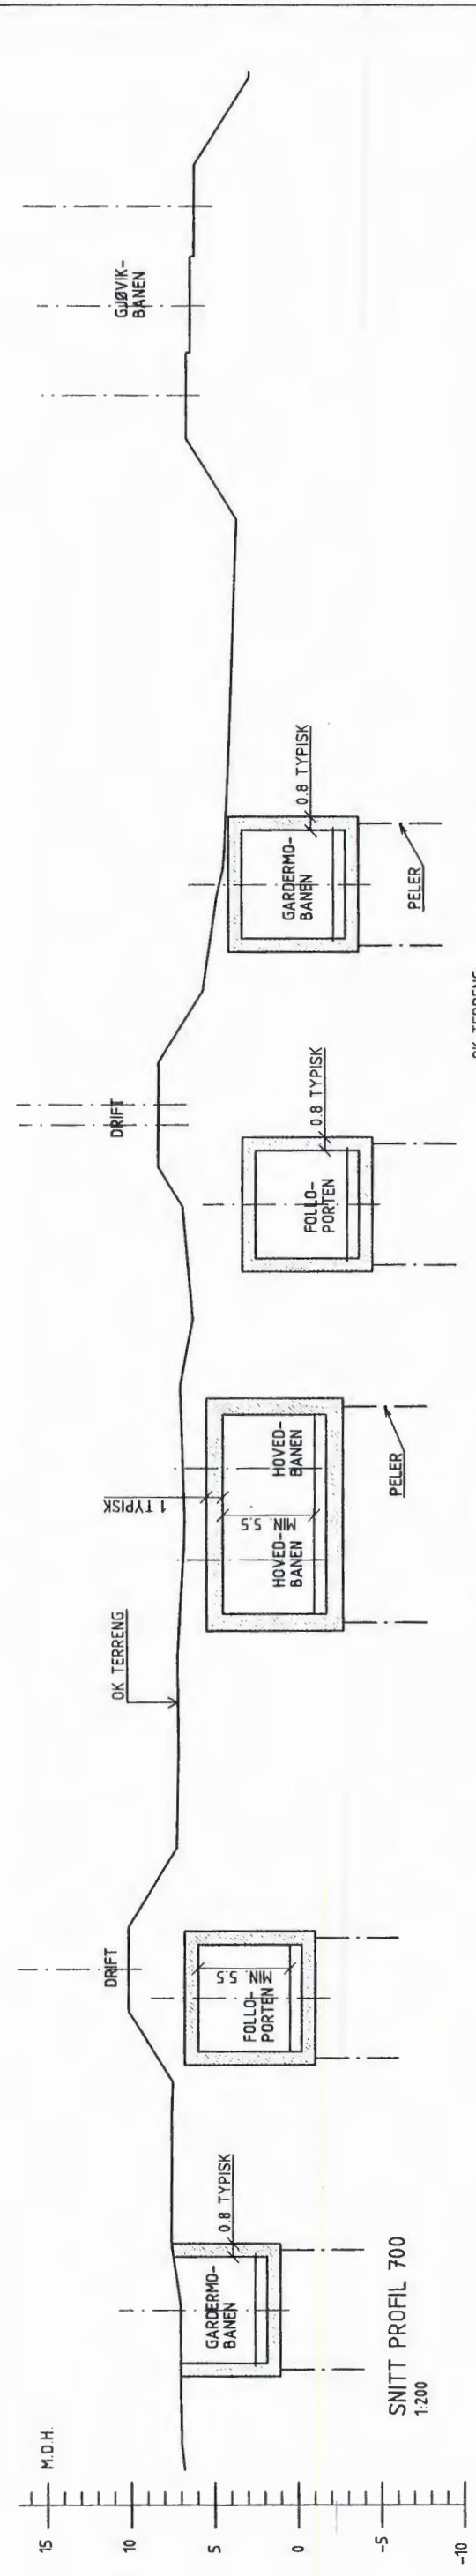 M.O.H.
15
10
5
0
-5
-10
GARDERMO-
BANEN
0.8 TYPISK
SNITT PROFIL 700
1:200
DRIFT
FOLLO-
PORTEN
MIN. 5.5
OK TERRENG
1 TYPISK
HOVED-
BANEN
MIN. 5.5
HOVED-
BANEN
PELER
DRIFT
FOLLO-
PORTEN
0.8 TYPISK
OK TERRENG
GARDERMO-
BANEN
0.8 TYPISK
PELER
GJØVIK-
BANEN